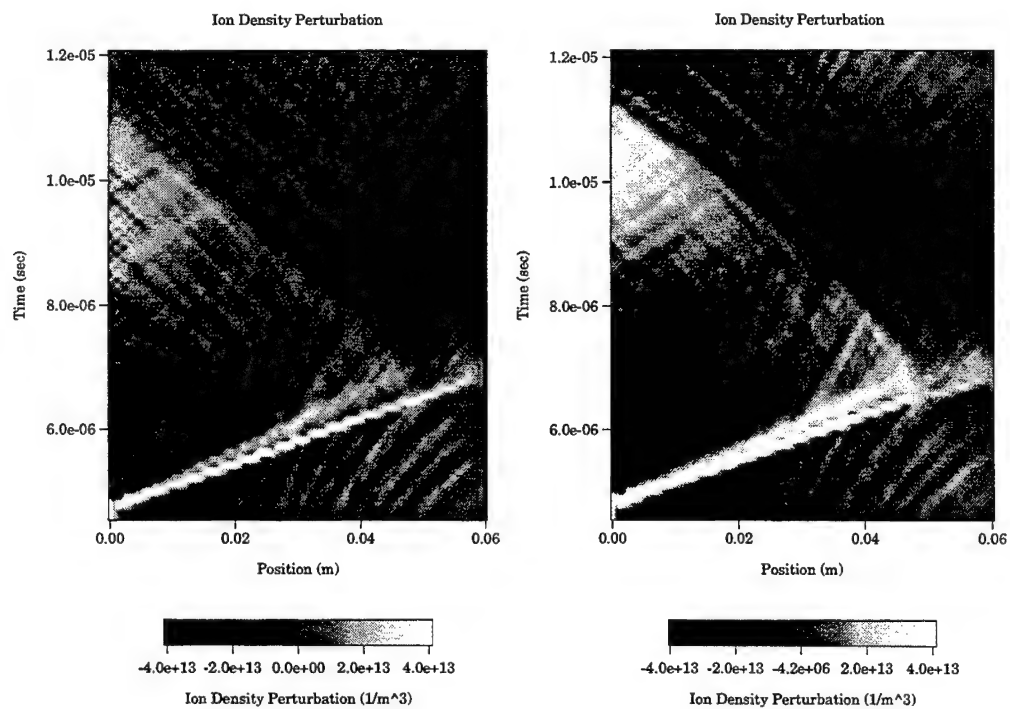 Ion Density Perturbation
1.2e-05
1.0e-05
8.0e-06
6.0e-06
Time (sec)
0.00 0.02 0.04 0.06
Position (m)
-4.0e+13 -2.0e+13 0.0e+00 2.0e+13 4.0e+13
Ion Density Perturbation (1/m^3)
Ion Density Perturbation
1.2e-05
1.0e-05
8.0e-06
6.0e-06
Time (sec)
0.00 0.02 0.04 0.06
Position (m)
-4.0e+13 -2.0e+13 -4.2e+06 2.0e+13 4.0e+13
Ion Density Perturbation (1/m^3)